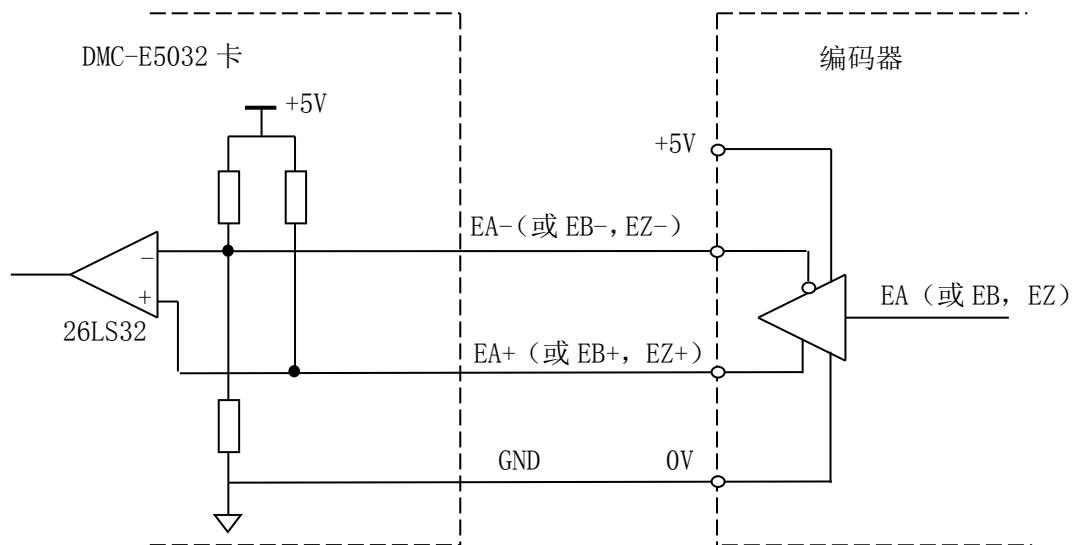 DMC-E5032 卡
编码器
+5V
+5V
EA-(或 EB-,EZ-)
−
+
26LS32
EA（或 EB，EZ）
EA+（或 EB+，EZ+）
GND
0V